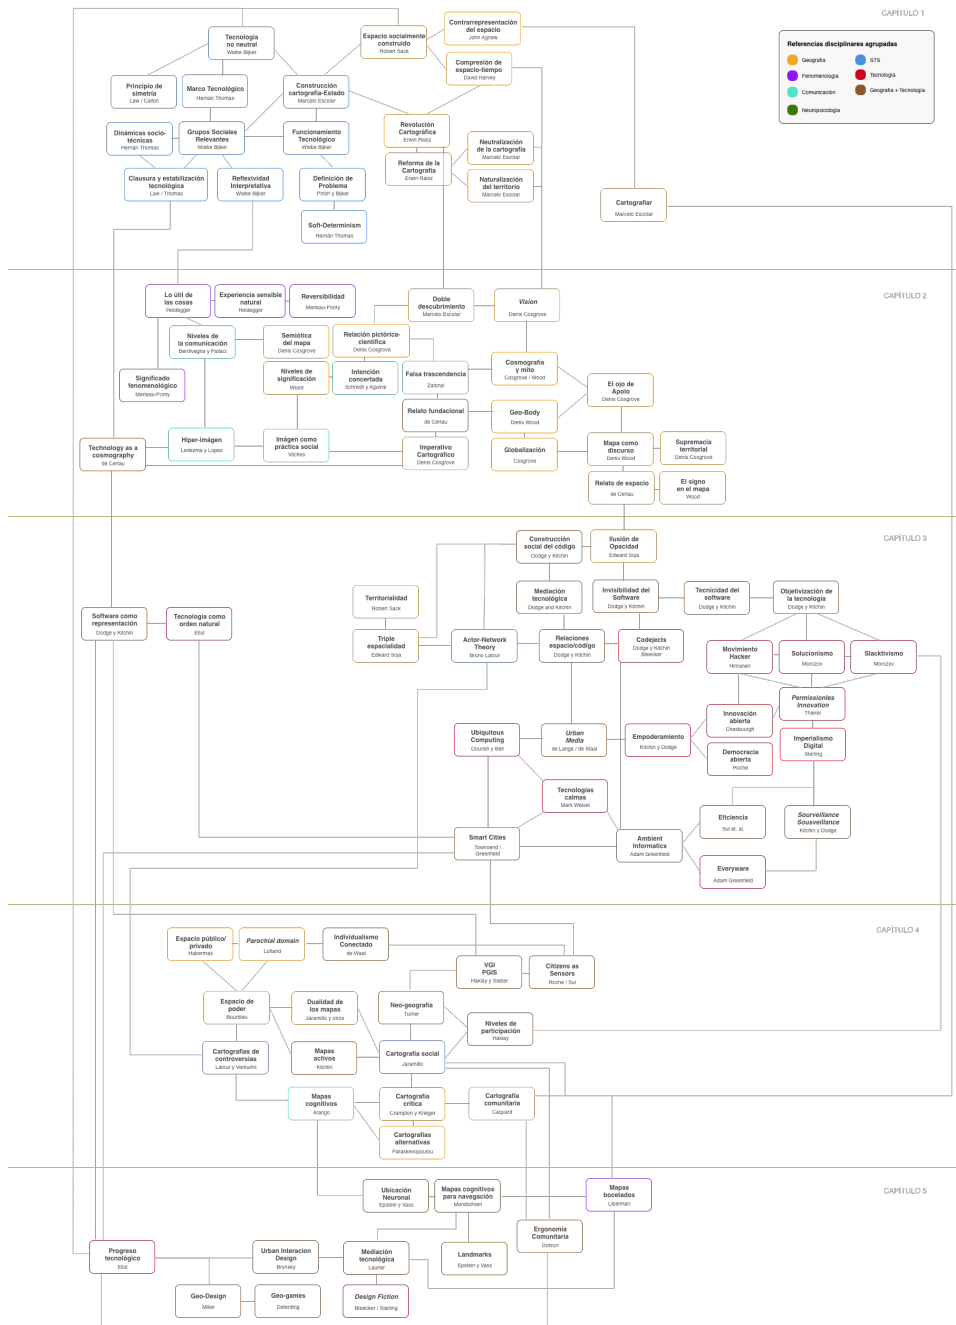 CAPÍTULO 1
Referencias disciplinares agrupadas
Geografía
STS
Fenomenología
Tecnología
Comunicación
Geografía + Tecnología
Neuropsicología
Tecnología
no neutral
Wiebe Bijker
Espacio socialmente
construido
Robert Sack
Contrarrepresentación
del espacio
John Agnew
Compresión de
espacio-tiempo
David Harvey
Principio de
simetría
Law / Callon
Marco Tecnológico
Hernán Thomas
Construcción
cartografía-Estado
Marcelo Escolar
Dinámicas socio-
técnicas
Hernán Thomas
Grupos Sociales
Relevantes
Wiebe Bijker
Funcionamiento
Tecnológico
Wiebe Bijker
Revolución
Cartográfica
Erwin Raisz
Reforma de la
Cartografía
Erwin Raisz
Neutralización
de la cartografía
Marcelo Escolar
Naturalización
del territorio
Marcelo Escolar
Clausura y estabilización
tecnológica
Law / Thomas
Reflexividad
Interpretativa
Wiebe Bijker
Definición de
Problema
Pinch y Bijker
Soft-Determinism
Hernán Thomas
Cartografiar
Marcelo Escolar
CAPÍTULO 2
Lo útil de
las cosas
Heidegger
Experiencia sensible
natural
Heidegger
Reversibilidad
Merleau-Ponty
Doble
descubrimiento
Marcelo Escolar
Vision
Denis Cosgrove
Niveles de
la comunicación
Bentivegna y Pallaci
Semiótica
del mapa
Denis Cosgrove
Relación pictórica-
científica
Denis Cosgrove
Significado
fenomenológico
Merleau-Ponty
Niveles de
significación
Wood
Intención
concertada
Schmidt y Aguirre
Falsa trascendencia
Zatonyi
Cosmografía
y mito
Cosgrove / Wood
El ojo de
Apolo
Denis Cosgrove
Relato fundacional
de Certau
Geo-Body
Denis Wood
Technology as a
cosmography
de Certau
Hiper-imágen
Ledezma y Lopez
Imágen como
práctica social
Vilches
Imperativo
Cartográfico
Denis Cosgrove
Globalización
Cosgrove
Mapa como
discurso
Denis Wood
Supremacía
territorial
Denis Cosgrove
Relato de espacio
de Certau
El signo
en el mapa
Wood
CAPÍTULO 3
Construcción
social del código
Dodge y Kitchin
Ilusión de
Opacidad
Edward Soja
Territorialidad
Robert Sack
Mediación
tecnológica
Dodge and Kitchin
Invisibilidad del
Software
Dodge y Kitchin
Tecnicidad del
software
Dodge y Kitchin
Objetivización de
la tecnología
Dodge y Kitchin
Software como
representación
Dodge y Kitchin
Tecnología como
orden natural
Ellul
Triple
espacialidad
Edward Soja
Actor-Network
Theory
Bruno Latour
Relaciones
espacio/código
Dodge y Kitchin
Codejects
Dodge y Kitchin
Bleecker
Movimiento
Hacker
Himanen
Solucionismo
Morozov
Slacktivismo
Morozov
Permissionles
Innovation
Thierer
Innovación
abierta
Chesbourgh
Ubiquitous
Computing
Dourish y Bell
Urban
Media
de Lange / de Waal
Empoderamiento
Kitchin y Dodge
Imperialismo
Digital
Sterling
Democracia
abierta
Roche
Tecnologías
calmas
Mark Weiser
Eficiencia
Sui et. al.
Sourveillance
Sousveillance
Kitchin y Dodge
Smart Cities
Townsend /
Greenfield
Ambient
Informatics
Adam Greenfield
Everyware
Adam Greenfield
CAPÍTULO 4
Espacio público/
privado
Habermas
Parochial domain
Lofland
Individualismo
Conectado
de Waal
VGI
PGIS
Haklay y Sieber
Citizens as
Sensors
Roche / Sui
Espacio de
poder
Bourdieu
Dualidad de
los mapas
Jaramillo y otros
Neo-geografía
Turner
Niveles de
participación
Haklay
Cartografías de
controversias
Latour y Venturini
Mapas
activos
Kitchin
Cartografía social
Jaramillo
Mapas
cognitivos
Arango
Cartografía
crítica
Crampton y Krieger
Cartografía
comunitaria
Caquard
Cartografías
alternativas
Paraskevopoulou
CAPÍTULO 5
Ubicación
Neuronal
Epstein y Vass
Mapas cognitivos
para navegación
Mondschein
Mapas
bocetados
Liberman
Progreso
tecnológico
Ellul
Urban Interacion
Design
Brynskv
Mediación
tecnológica
Laurier
Landmarks
Epstein y Vass
Ergonomía
Comunitaria
Dotson
Geo-Design
Miller
Geo-games
Deterding
Design Fiction
Bleecker / Sterling